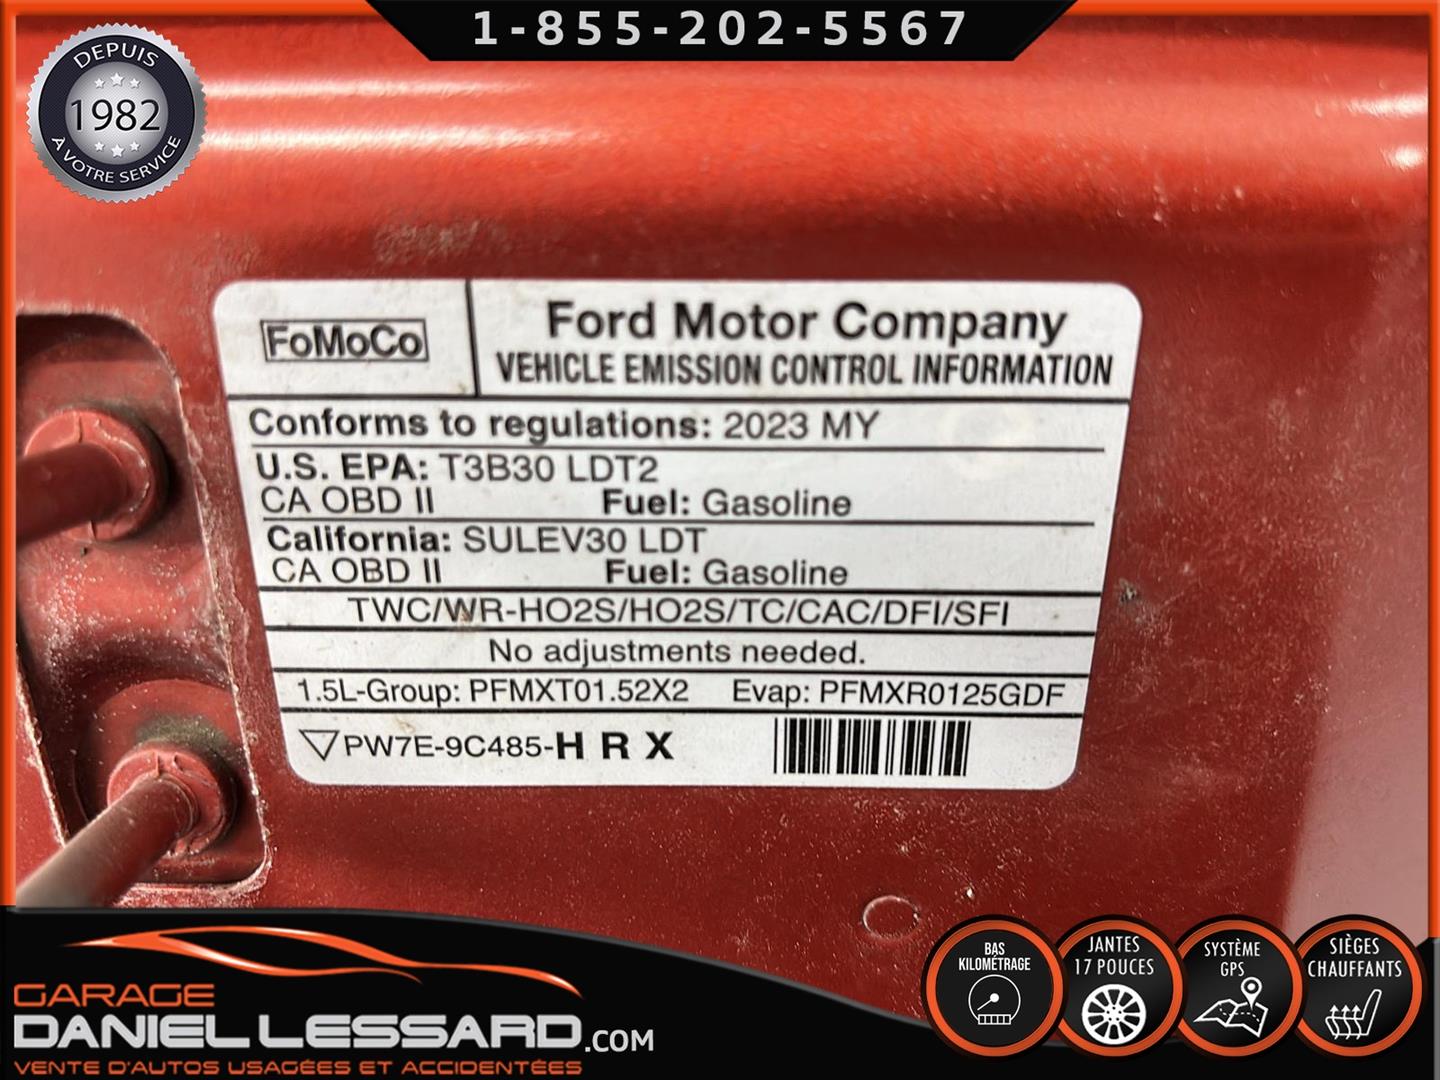 1-855-202-5567
DEPUIS
1982
À VOTRE SERVICE
FoMoCo
Ford Motor Company
VEHICLE EMISSION CONTROL INFORMATION
Conforms to regulations: 2023 MY
U.S. EPA: T3B30 LDT2
CA OBD II Fuel: Gasoline
California: SULEV30 LDT
CA OBD II Fuel: Gasoline
TWC/WR-HO2S/HO2S/TC/CAC/DFI/SFI
No adjustments needed.
1.5L-Group: PFMXT01.52X2 Evap: PFMXR0125GDF
PW7E-9C485-H R X
BAS
KILOMÉTRAGE
JANTES
17 POUCES
SYSTÈME
GPS
SIÈGES
CHAUFFANTS
GARAGE
DANIEL LESSARD.COM
VENTE D'AUTOS USAGÉES ET ACCIDENTÉES